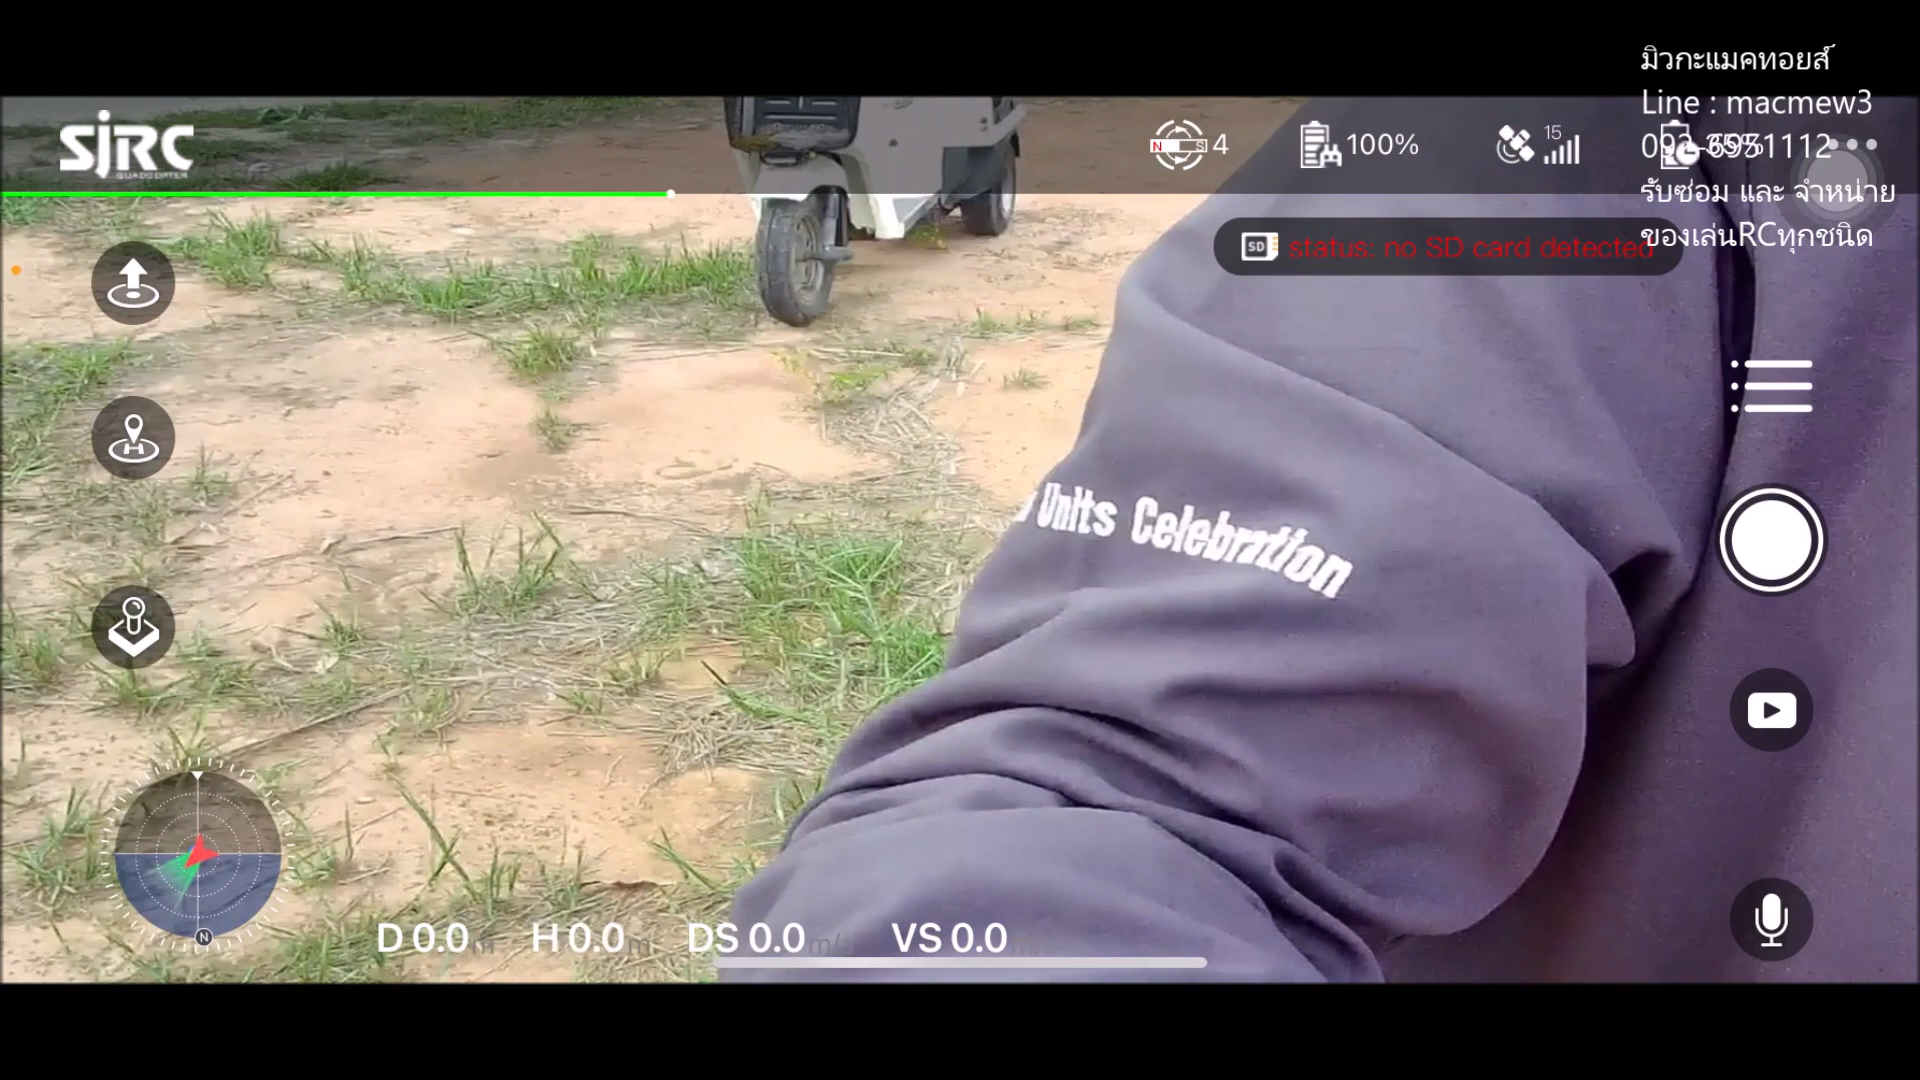 มิวกะแมคทอยส์
Line : macmew3
รับซ่อม และ จำหน่าย
ของเล่นRCทุกชนิด
SJRC
N S 4
100%
15
SD status: no SD card detected
Units Celebration
N
D 0.0 m
H 0.0 m
DS 0.0 m/s
VS 0.0